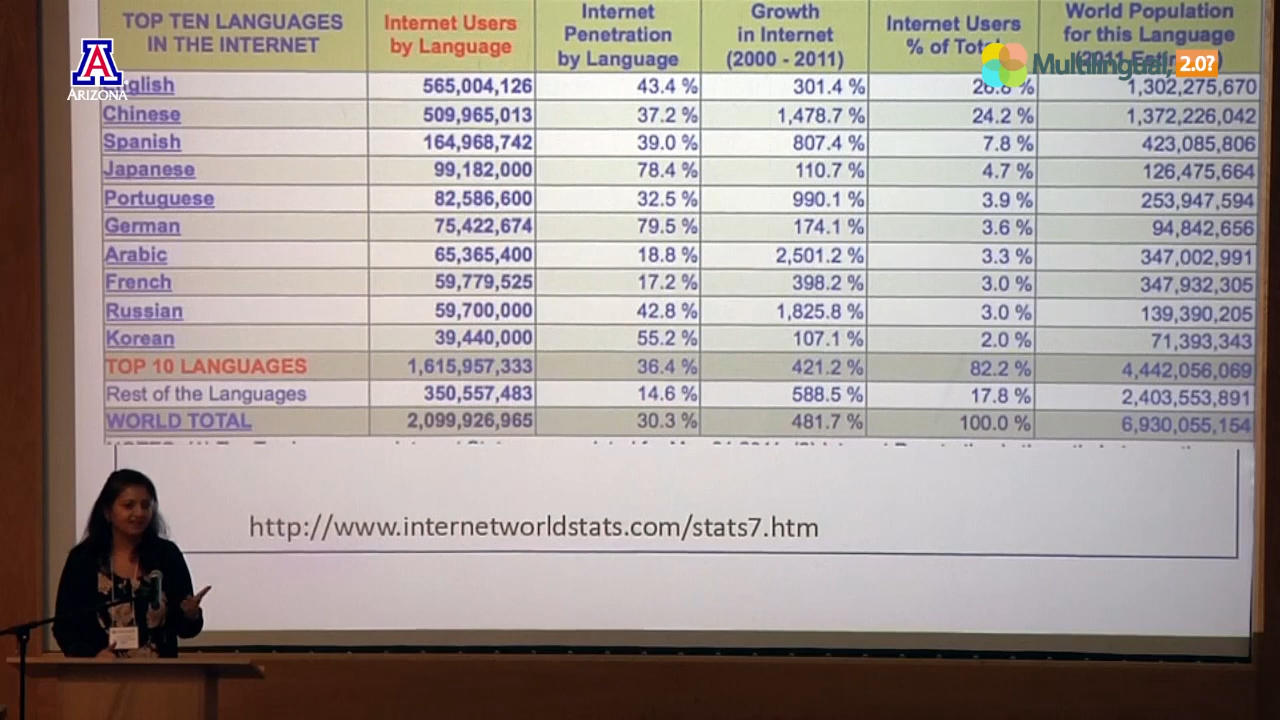 TOP TEN LANGUAGES IN THE INTERNET | Internet Users by Language | Internet Penetration by Language | Growth in Internet (2000 - 2011) | Internet Users % of Total | World Population for this Language
English 565,004,126 43.4 % 301.4 % 26.8 % 1,302,275,670
Chinese 509,965,013 37.2 % 1,478.7 % 24.2 % 1,372,226,042
Spanish 164,968,742 39.0 % 807.4 % 7.8 % 423,085,806
Japanese 99,182,000 78.4 % 110.7 % 4.7 % 126,475,664
Portuguese 82,586,600 32.5 % 990.1 % 3.9 % 253,947,594
German 75,422,674 79.5 % 174.1 % 3.6 % 94,842,656
Arabic 65,365,400 18.8 % 2,501.2 % 3.3 % 347,002,991
French 59,779,525 17.2 % 398.2 % 3.0 % 347,932,305
Russian 59,700,000 42.8 % 1,825.8 % 3.0 % 139,390,205
Korean 39,440,000 55.2 % 107.1 % 2.0 % 71,393,343
TOP 10 LANGUAGES 1,615,957,333 36.4 % 421.2 % 82.2 % 4,442,056,069
Rest of the Languages 350,557,483 14.6 % 588.5 % 17.8 % 2,403,553,891
WORLD TOTAL 2,099,926,965 30.3 % 481.7 % 100.0 % 6,930,055,154
http://www.internetworldstats.com/stats7.htm
A
ARIZONA
Multilingual, 2.0?